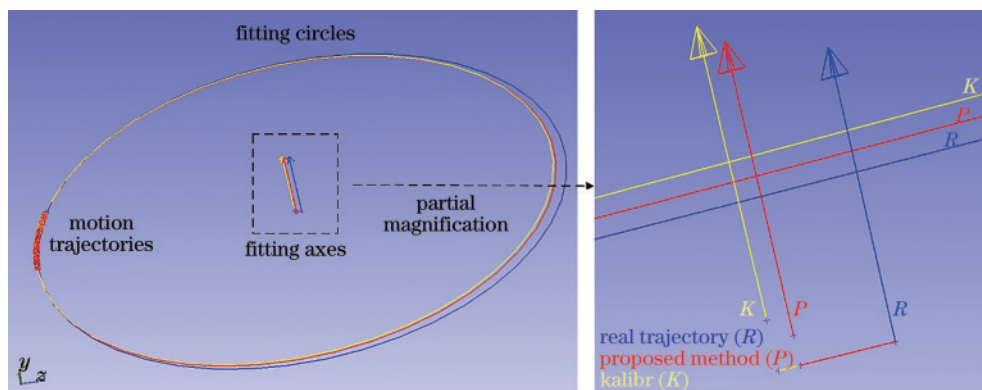 fitting circles
motion
trajectories
fitting axes
partial
magnification
y
z
K
P
R
K
P
R
real trajectory (R)
proposed method (P)
kalibr (K)